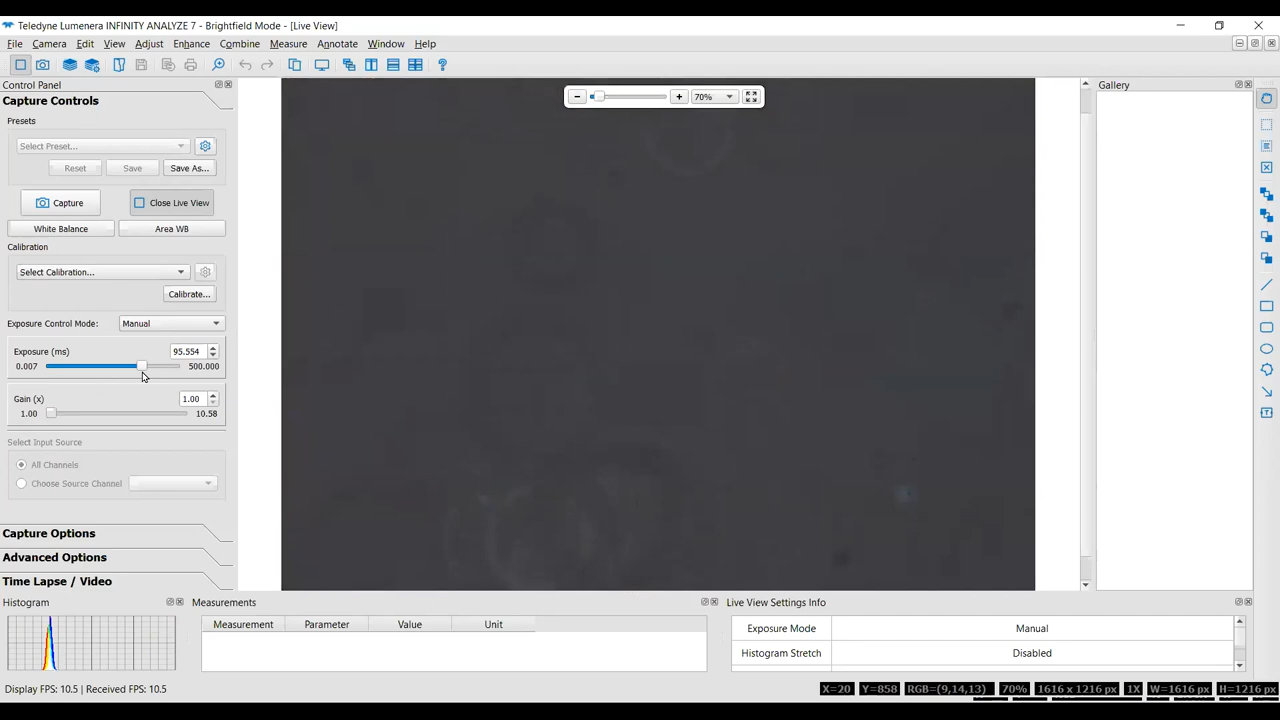 Teledyne Lumenera INFINITY ANALYZE 7 - Brightfield Mode - [Live View]
File Camera Edit View Adjust Enhance Combine Measure Annotate Window Help
Control Panel
Capture Controls
Presets
Select Preset...
Reset Save Save As...
Capture Close Live View
White Balance Area WB
Calibration
Select Calibration...
Calibrate...
Exposure Control Mode: Manual
Exposure (ms) 95.554
0.007 500.000
Gain (x) 1.00
1.00 10.58
Select Input Source
All Channels
Choose Source Channel
Capture Options
Advanced Options
Time Lapse / Video
70%
Gallery
Histogram
Measurements
Measurement Parameter Value Unit
Live View Settings Info
Exposure Mode Manual
Histogram Stretch Disabled
Display FPS: 10.5 | Received FPS: 10.5
X=20 Y=858 RGB=(9,14,13) 70% 1616 x 1216 px 1X W=1616 px H=1216 px